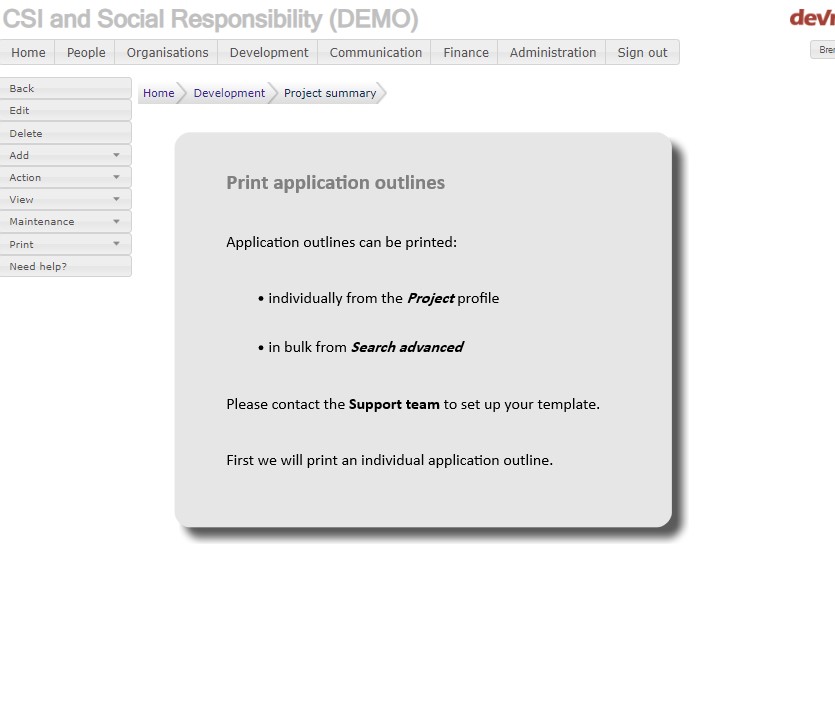 CSI and Social Responsibility (DEMO)
Home People Organisations Development Communication Finance Administration Sign out
Back
Edit
Delete
Add
Action
View
Maintenance
Print
Need help?
Home Development Project summary
Print application outlines
Application outlines can be printed:
• individually from the Project profile
• in bulk from Search advanced
Please contact the Support team to set up your template.
First we will print an individual application outline.